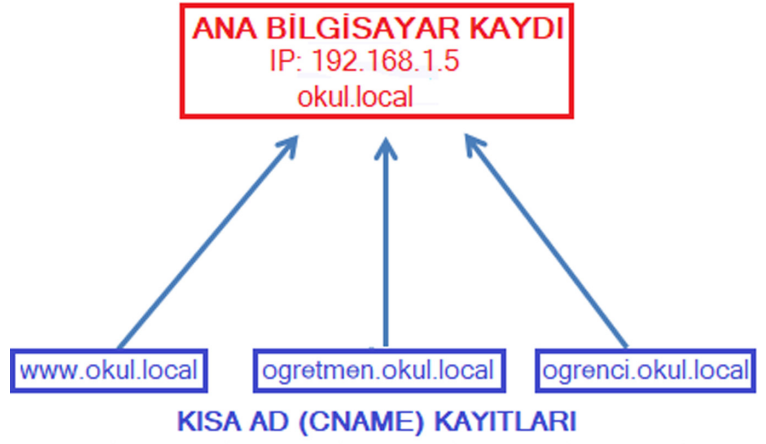 ANA BİLGİSAYAR KAYDI
IP: 192.168.1.5
okul.local
www.okul.local
ogretmen.okul.local
ogrenci.okul.local
KISA AD (CNAME) KAYITLARI